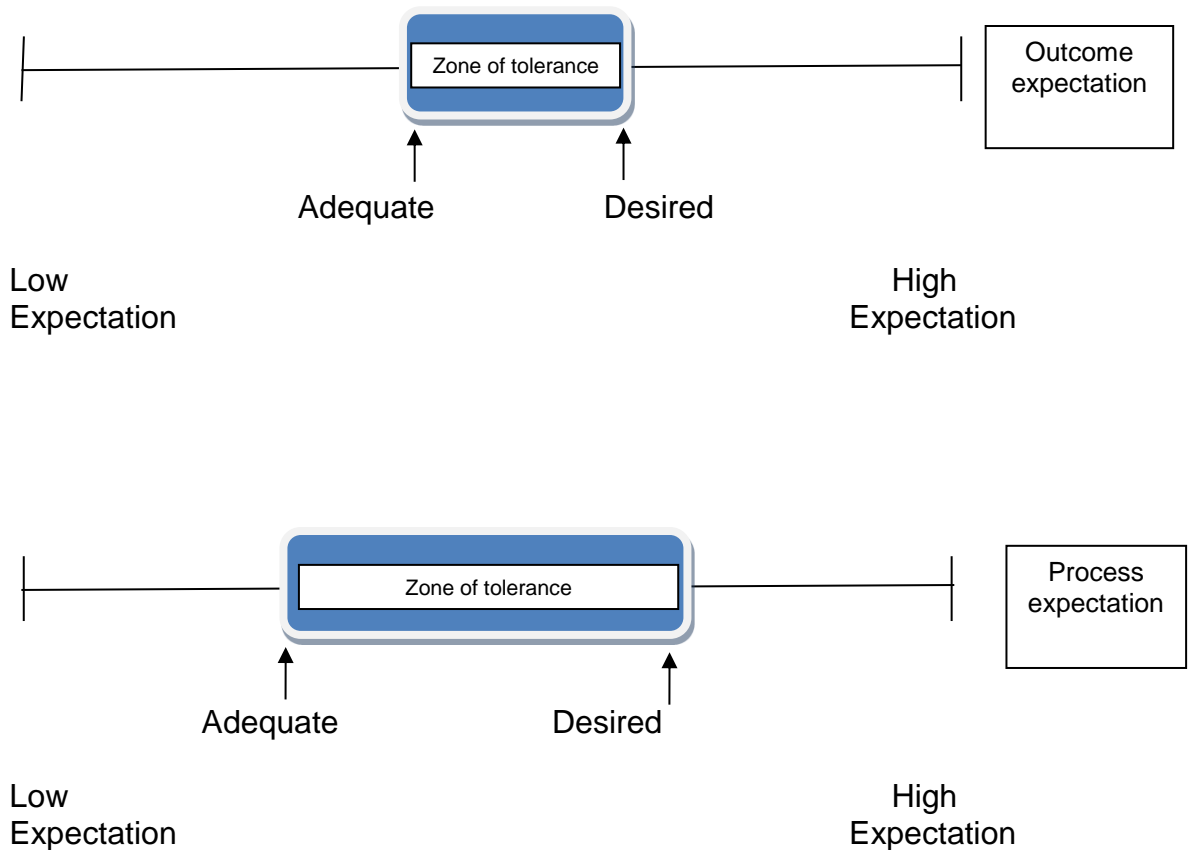 Zone of tolerance
Outcome
expectation
Adequate
Desired
Low
Expectation
High
Expectation
Zone of tolerance
Process
expectation
Adequate
Desired
Low
Expectation
High
Expectation